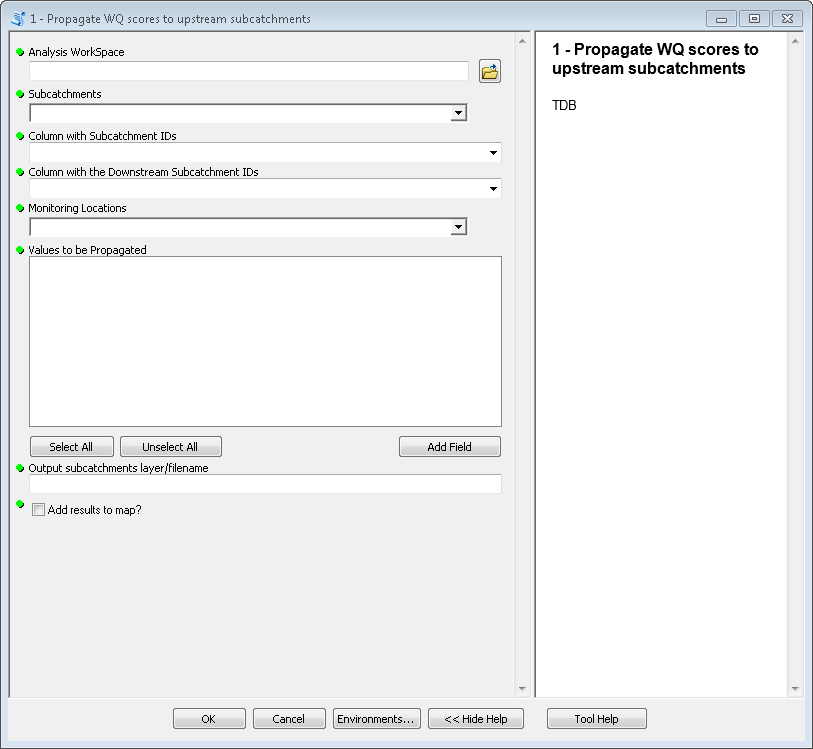 1 - Propagate WQ scores to upstream subcatchments
Analysis WorkSpace
Subcatchments
Column with Subcatchment IDs
Column with the Downstream Subcatchment IDs
Monitoring Locations
Values to be Propagated
Select All
Unselect All
Add Field
Output subcatchments layer/filename
Add results to map?
1 - Propagate WQ scores to
upstream subcatchments
TDB
OK
Cancel
Environments...
<< Hide Help
Tool Help